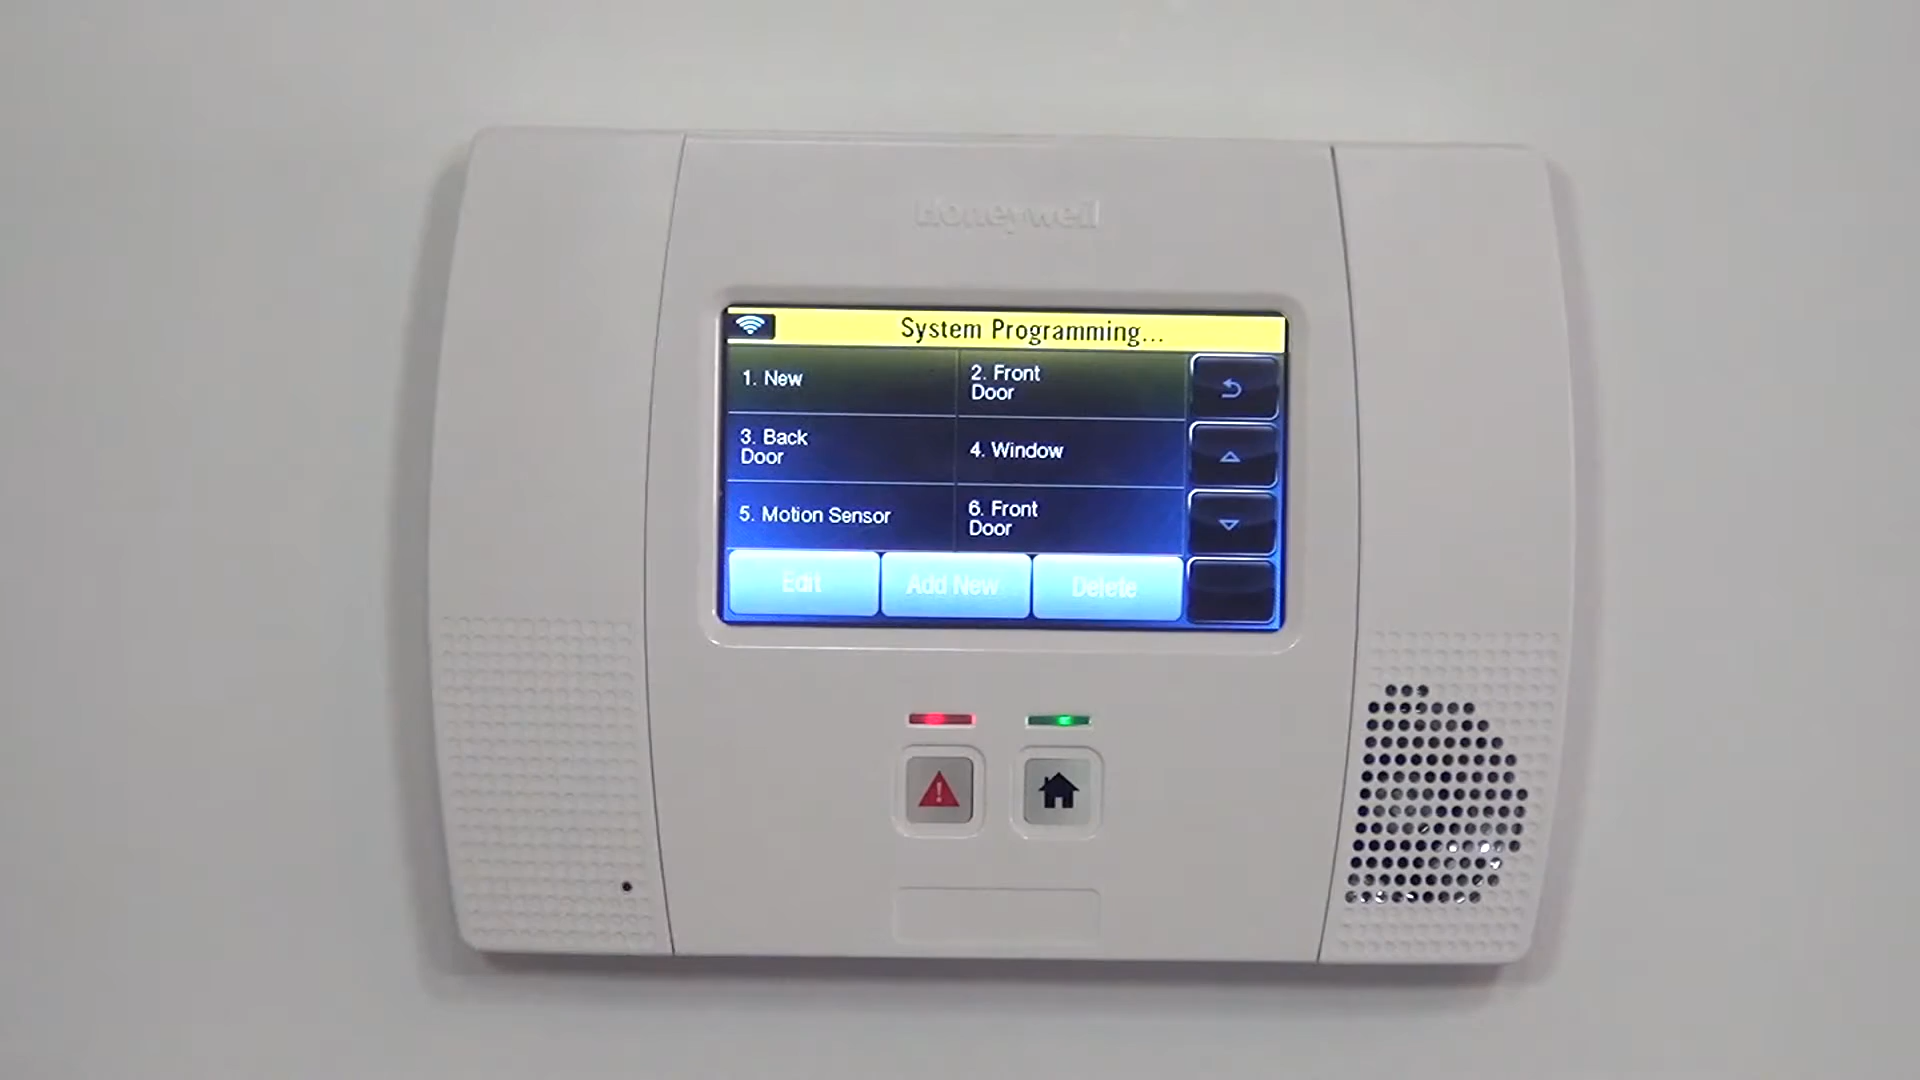 Honeywell
System Programming...
1. New
2. Front
Door
3. Back
Door
4. Window
5. Motion Sensor
6. Front
Door
Edit
Add New
Delete